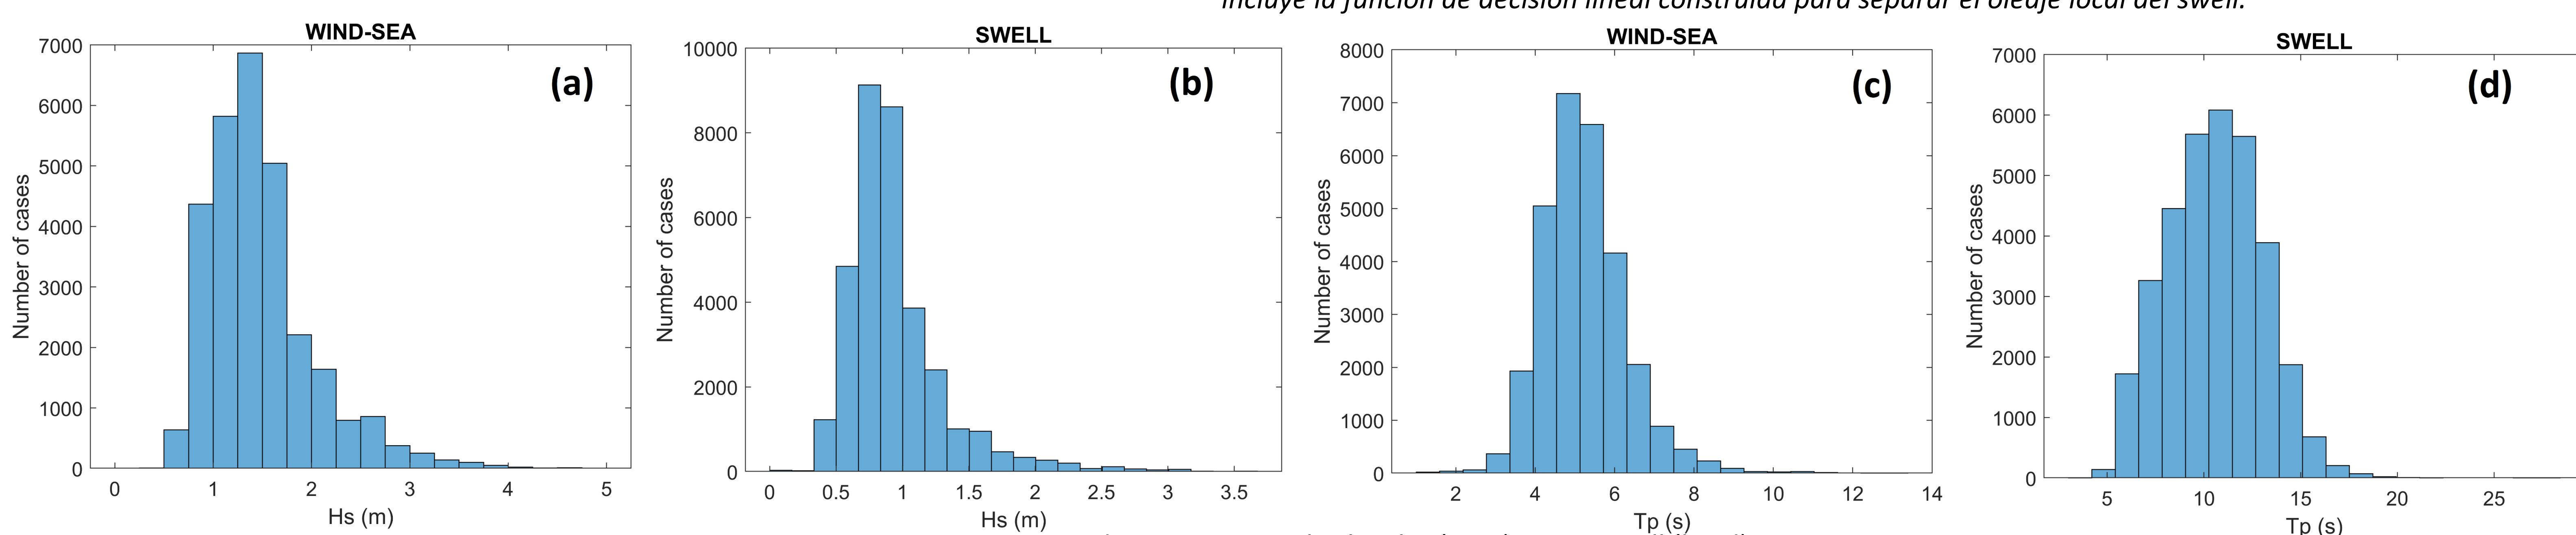 incluye la función de decisión lineal construida para separar el oleaje local del swell.
WIND-SEA
(a)
7000
6000
5000
4000
3000
2000
1000
0
Number of cases
0 1 2 3 4 5
Hs (m)
SWELL
(b)
10000
8000
6000
4000
2000
0
Number of cases
0 0.5 1 1.5 2 2.5 3 3.5
Hs (m)
WIND-SEA
(c)
8000
7000
6000
5000
4000
3000
2000
1000
0
Number of cases
2 4 6 8 10 12 14
Tp (s)
SWELL
(d)
7000
6000
5000
4000
3000
2000
1000
0
Number of cases
5 10 15 20 25
Tp (s)